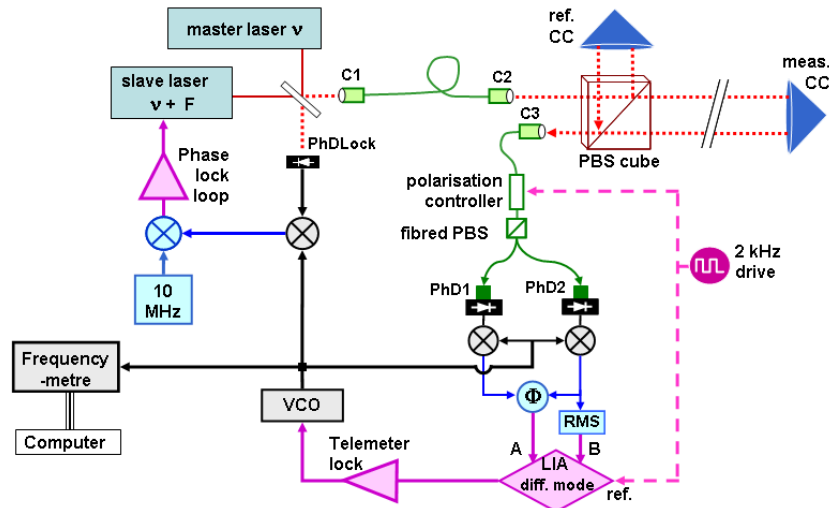 master laser ν
slave laser
ν + F
C1
C2
C3
ref.
CC
meas.
CC
PBS cube
PhDLock
Phase
lock
loop
polarisation
controller
fibred PBS
2 kHz
drive
10
MHz
PhD1
PhD2
Frequency
-metre
VCO
Φ
RMS
Computer
Telemeter
lock
A
B
LIA
diff. mode
ref.